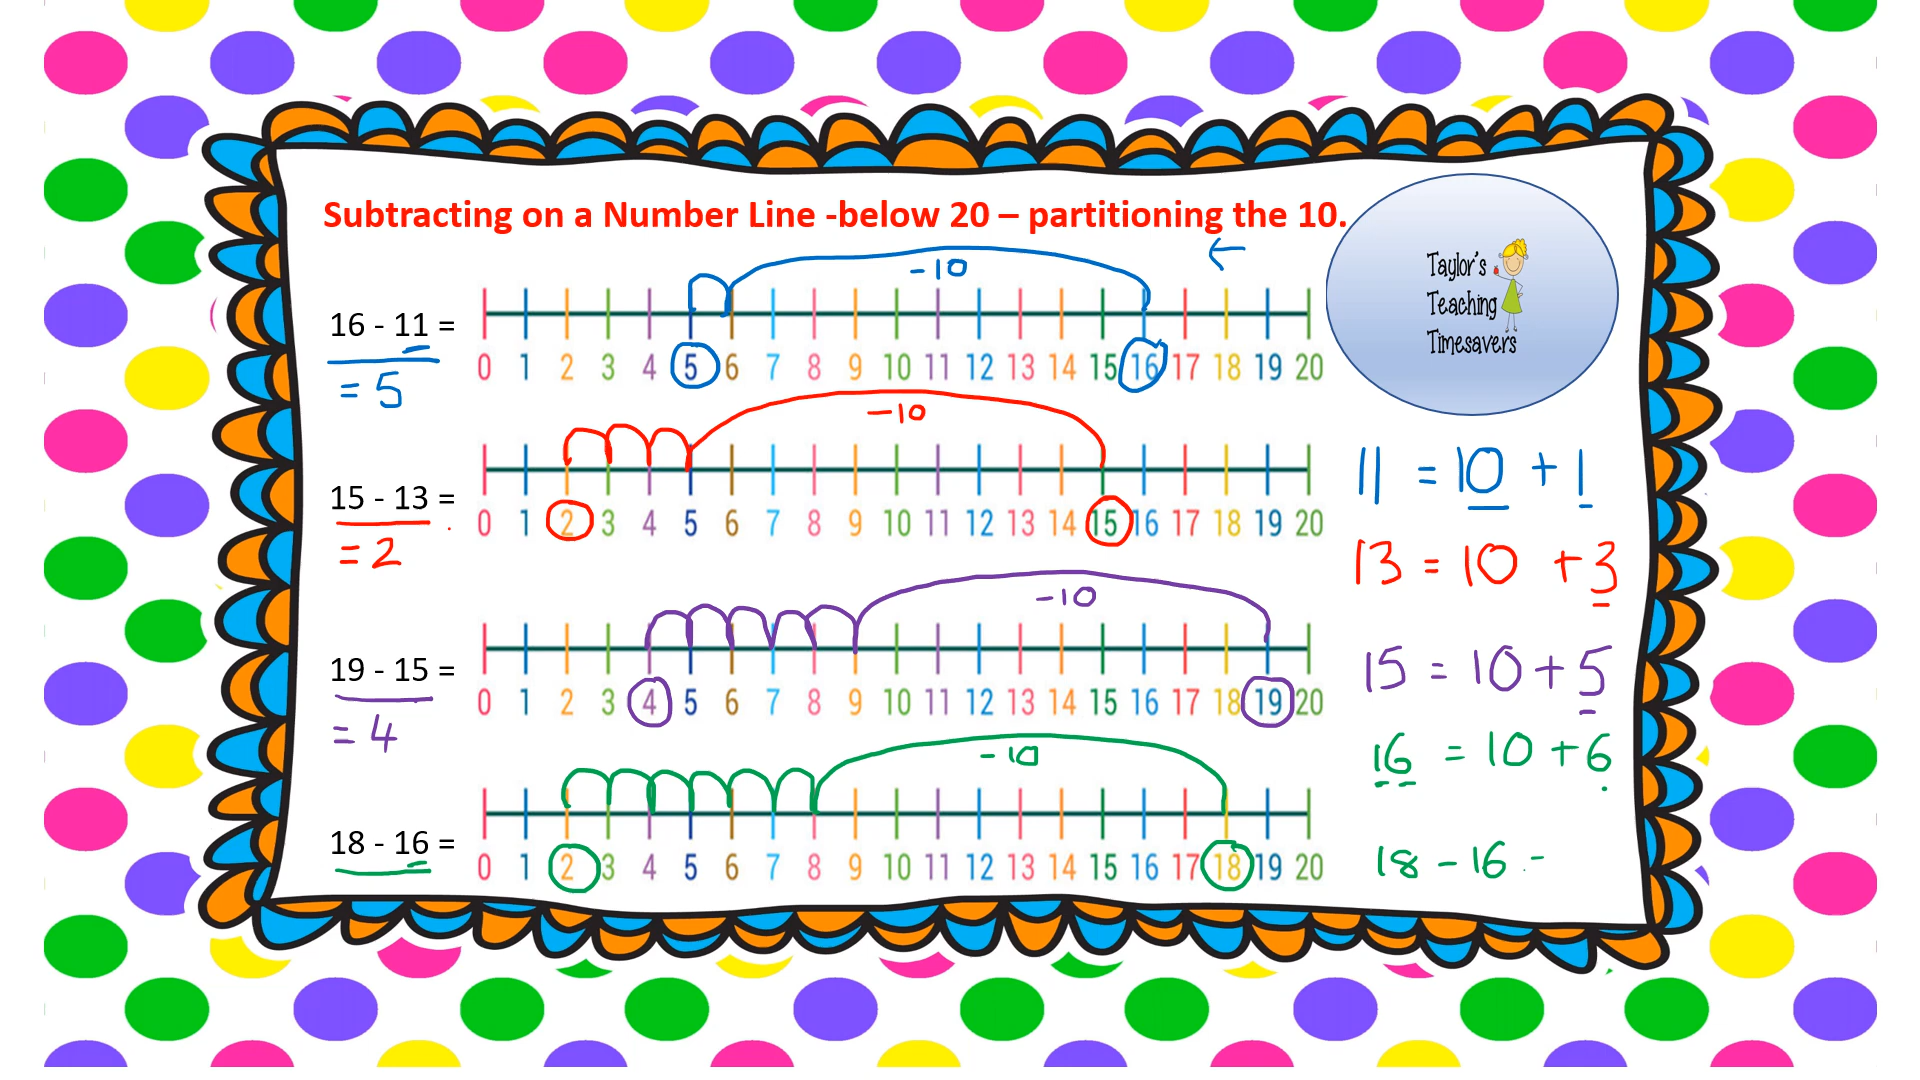 Subtracting on a Number Line -below 20 – partitioning the 10.
Taylor's
Teaching
Timesavers
←
-10
16 - 11 =
= 5
0 1 2 3 4 5 6 7 8 9 10 11 12 13 14 15 16 17 18 19 20
-10
15 - 13 =
= 2
0 1 2 3 4 5 6 7 8 9 10 11 12 13 14 15 16 17 18 19 20
-10
19 - 15 =
= 4
0 1 2 3 4 5 6 7 8 9 10 11 12 13 14 15 16 17 18 19 20
-10
18 - 16 =
0 1 2 3 4 5 6 7 8 9 10 11 12 13 14 15 16 17 18 19 20
11 = 10 + 1
13 = 10 + 3
15 = 10 + 5
16 = 10 + 6
18 - 16 -